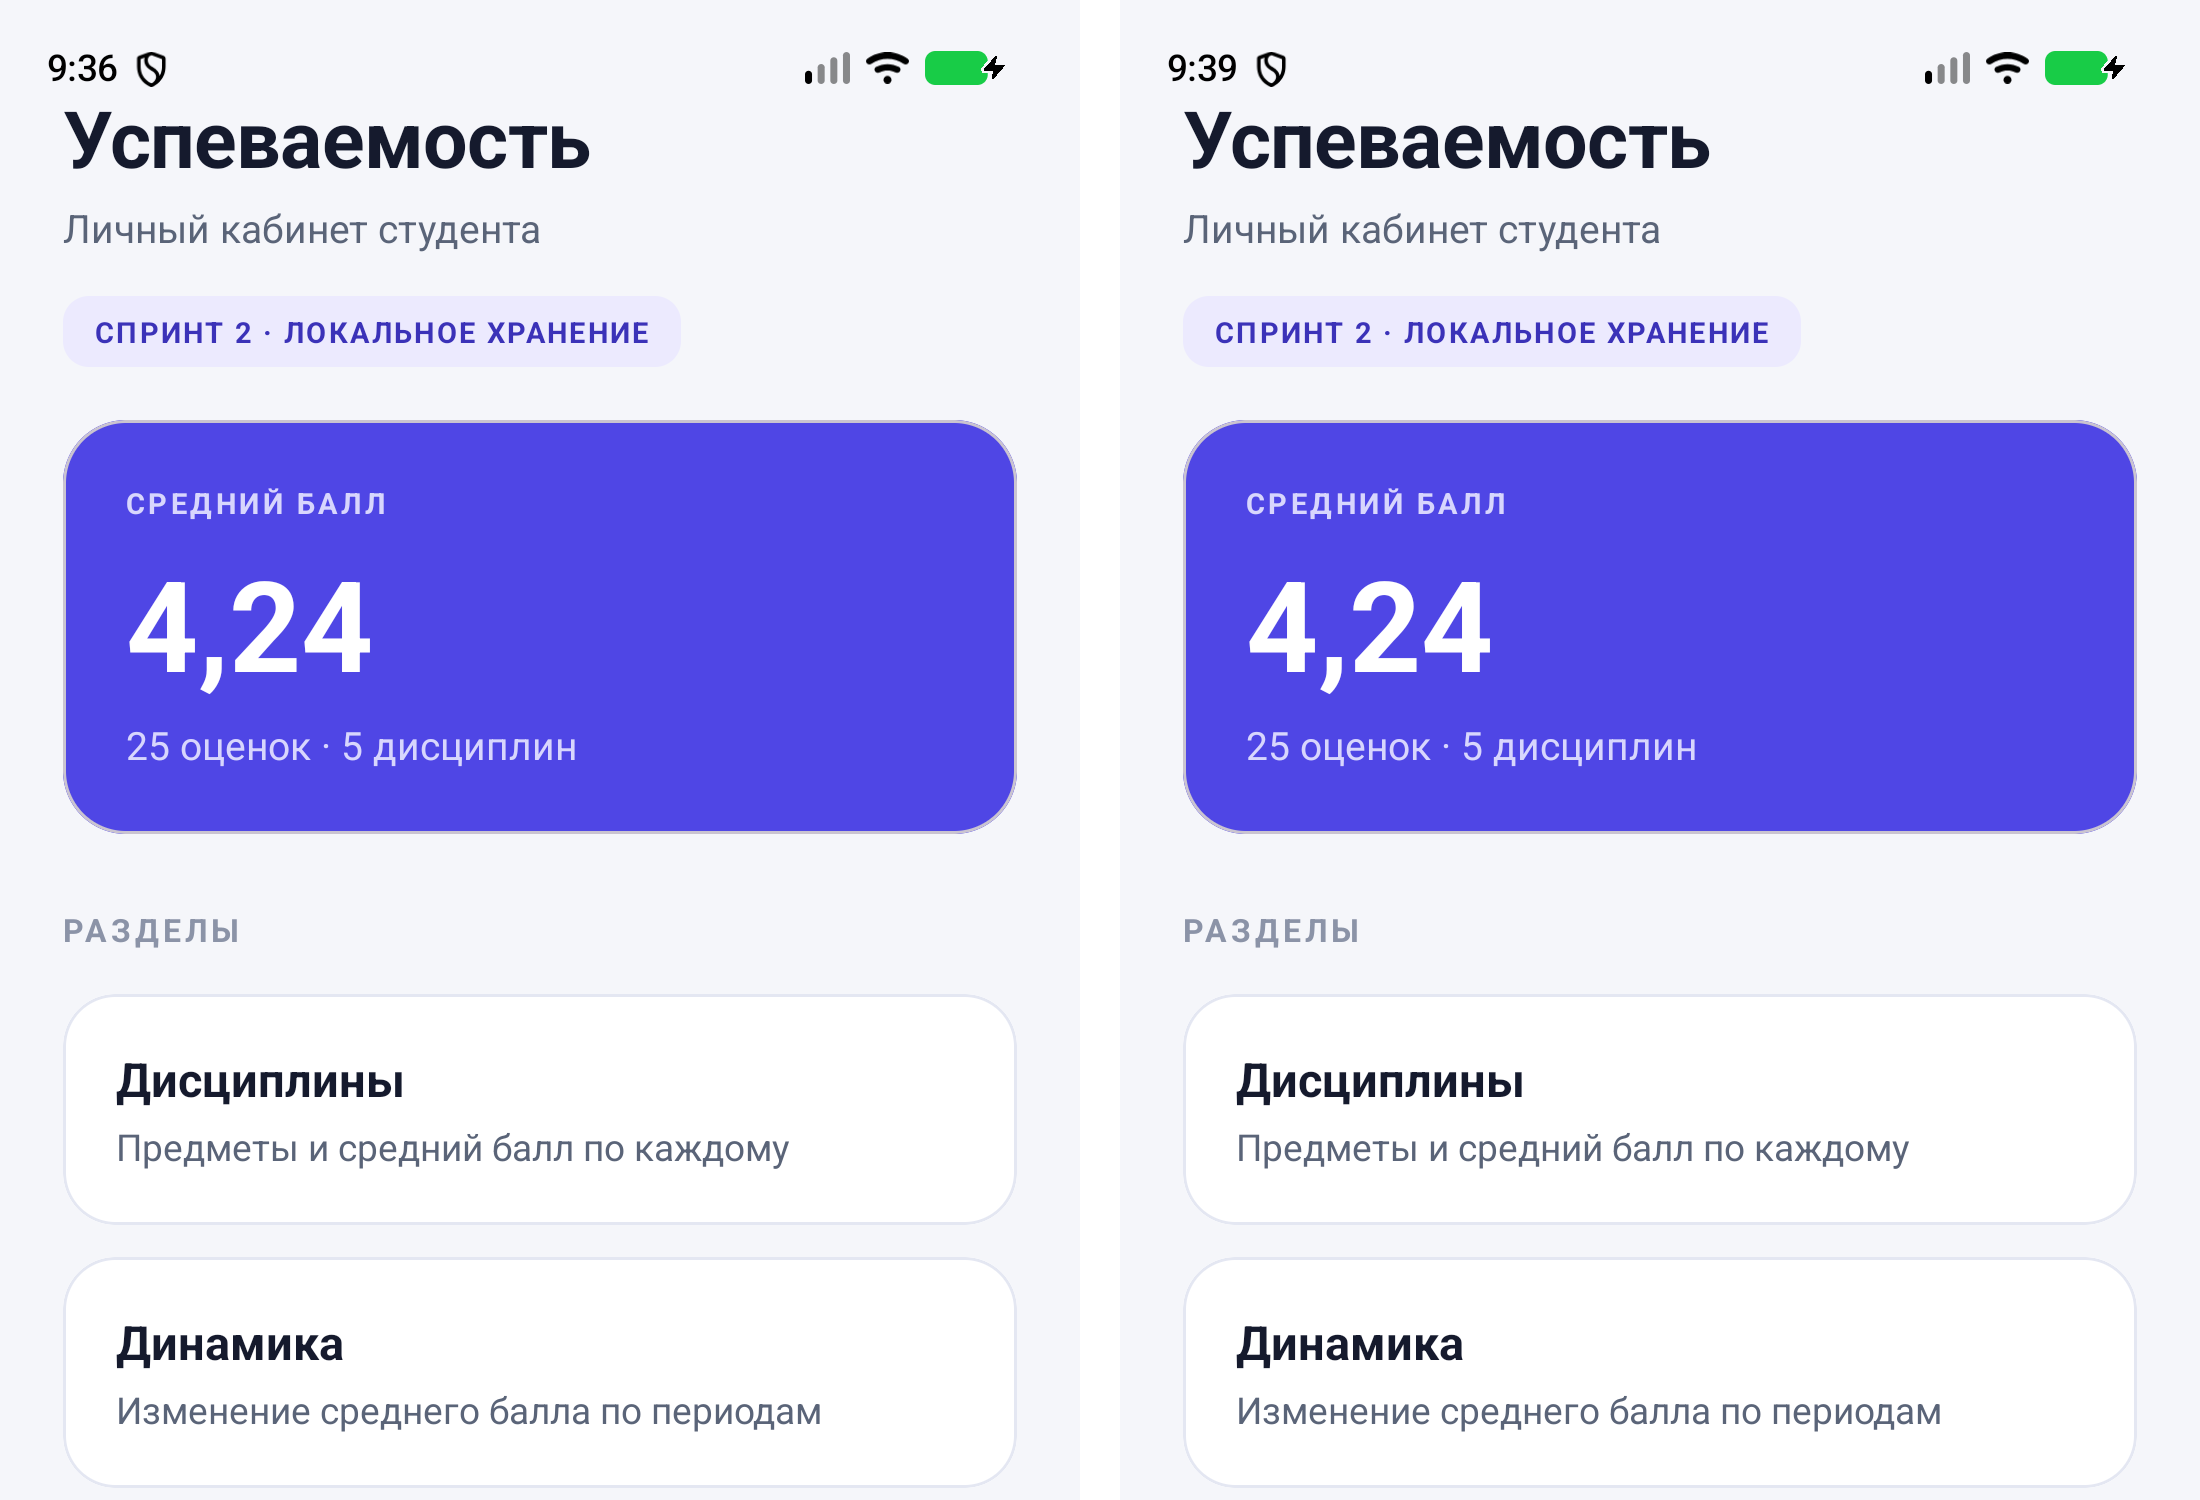 9:36
Успеваемость
Личный кабинет студента
СПРИНТ 2 · ЛОКАЛЬНОЕ ХРАНЕНИЕ
СРЕДНИЙ БАЛЛ
4,24
25 оценок · 5 дисциплин
РАЗДЕЛЫ
Дисциплины
Предметы и средний балл по каждому
Динамика
Изменение среднего балла по периодам
9:39
Успеваемость
Личный кабинет студента
СПРИНТ 2 · ЛОКАЛЬНОЕ ХРАНЕНИЕ
СРЕДНИЙ БАЛЛ
4,24
25 оценок · 5 дисциплин
РАЗДЕЛЫ
Дисциплины
Предметы и средний балл по каждому
Динамика
Изменение среднего балла по периодам